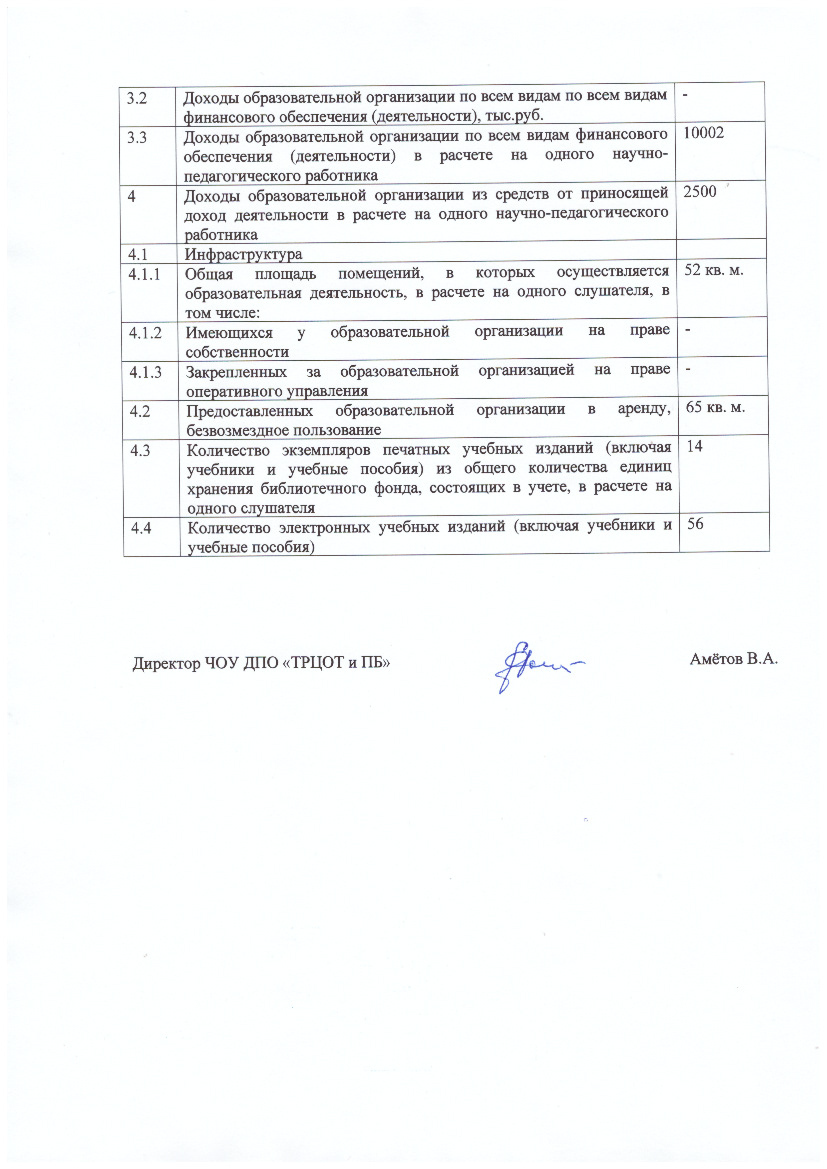 3.2 Доходы образовательной организации по всем видам по всем видам -
финансового обеспечения (деятельности), тыс.руб.
3.3 Доходы образовательной организации по всем видам финансового 10002
обеспечения (деятельности) в расчете на одного научно-
педагогического работника
4 Доходы образовательной организации из средств от приносящей 2500
доход деятельности в расчете на одного научно-педагогического
работника
4.1 Инфраструктура
4.1.1 Общая площадь помещений, в которых осуществляется 52 кв. м.
образовательная деятельность, в расчете на одного слушателя, в
том числе:
4.1.2 Имеющихся у образовательной организации на праве -
собственности
4.1.3 Закрепленных за образовательной организацией на праве -
оперативного управления
4.2 Предоставленных образовательной организации в аренду, 65 кв. м.
безвозмездное пользование
4.3 Количество экземпляров печатных учебных изданий (включая 14
учебники и учебные пособия) из общего количества единиц
хранения библиотечного фонда, состоящих в учете, в расчете на
одного слушателя
4.4 Количество электронных учебных изданий (включая учебники и 56
учебные пособия)
Директор ЧОУ ДПО «ТРЦОТ и ПБ» Амётов В.А.